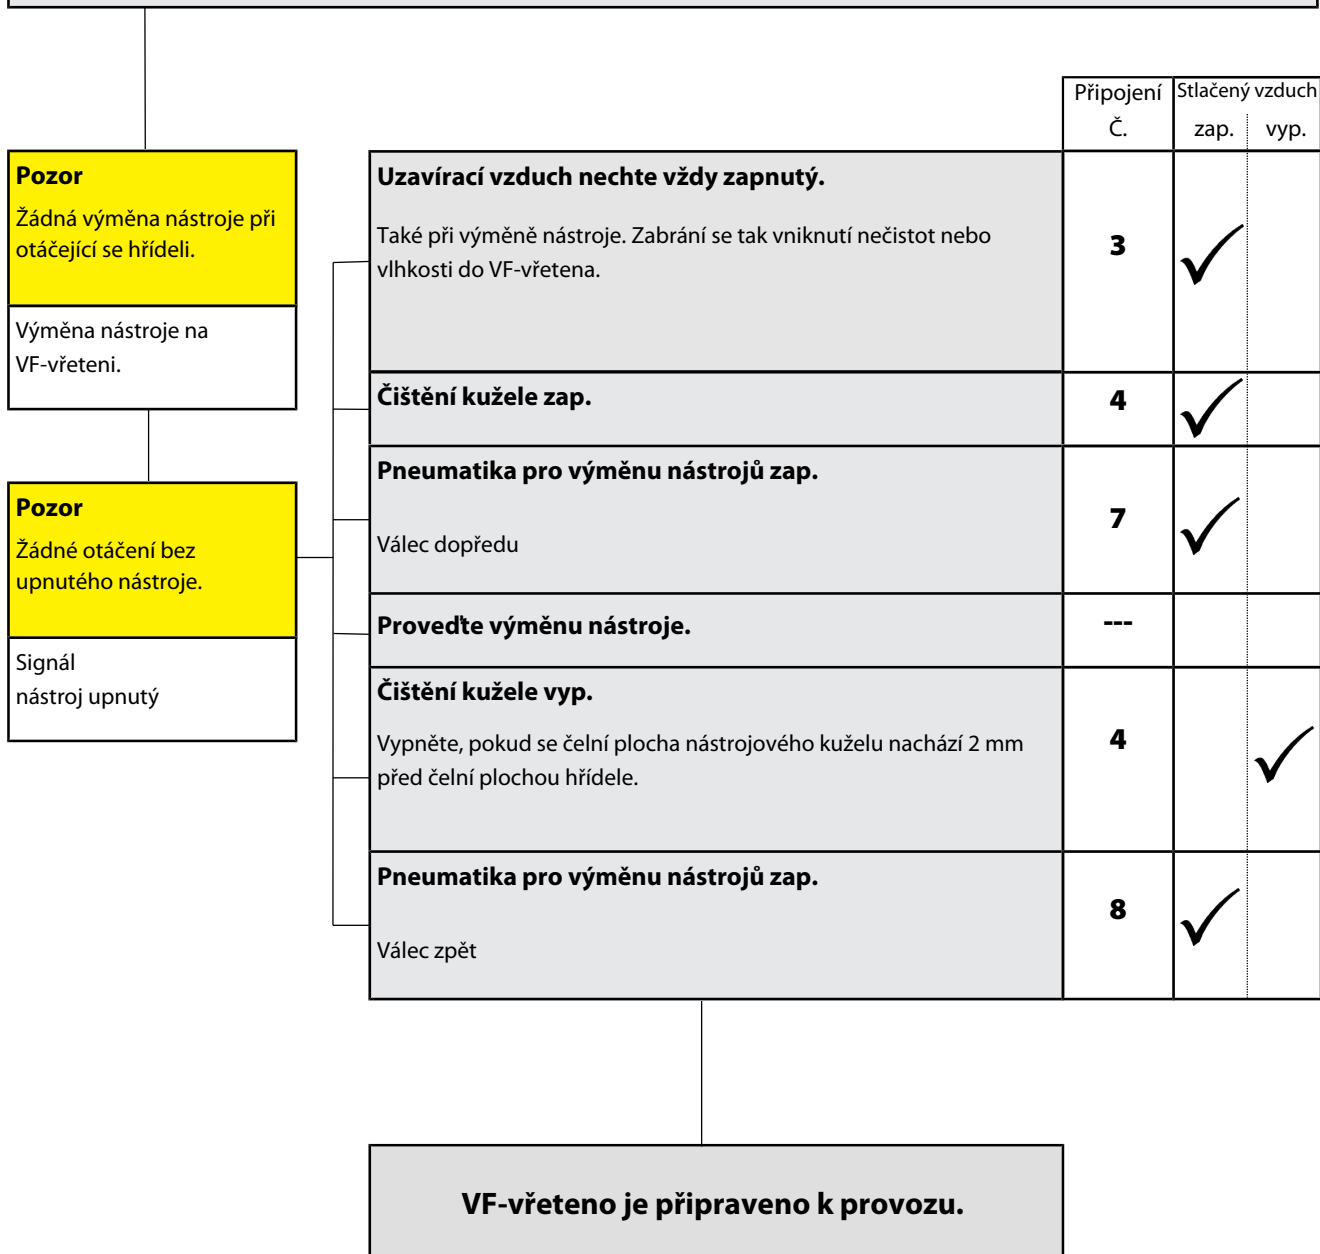 Připojení
Č.
Stlačený vzduch
zap.
vyp.
Pozor
Žádná výměna nástroje při
otáčející se hřídeli.
Výměna nástroje na
VF-vřeteni.
Pozor
Žádné otáčení bez
upnutého nástroje.
Signál
nástroj upnutý
Uzavírací vzduch nechte vždy zapnutý.
Také při výměně nástroje. Zabrání se tak vniknutí nečistot nebo
vlhkosti do VF-vřetena.
3
Čištění kužele zap.
4
Pneumatika pro výměnu nástrojů zap.
Válec dopředu
7
Proveďte výměnu nástroje.
---
Čištění kužele vyp.
Vypněte, pokud se čelní plocha nástrojového kuželu nachází 2 mm
před čelní plochou hřídele.
4
Pneumatika pro výměnu nástrojů zap.
Válec zpět
8
VF-vřeteno je připraveno k provozu.